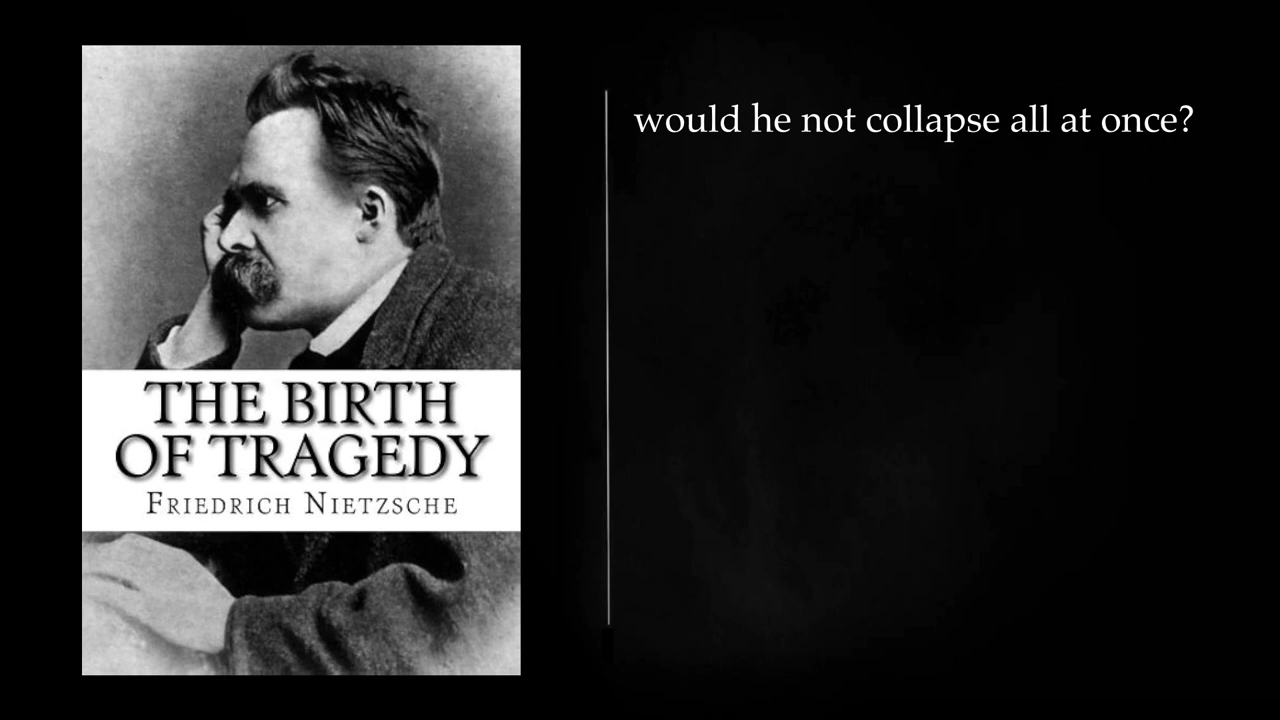 THE BIRTH
OF TRAGEDY
FRIEDRICH NIETZSCHE
would he not collapse all at once?